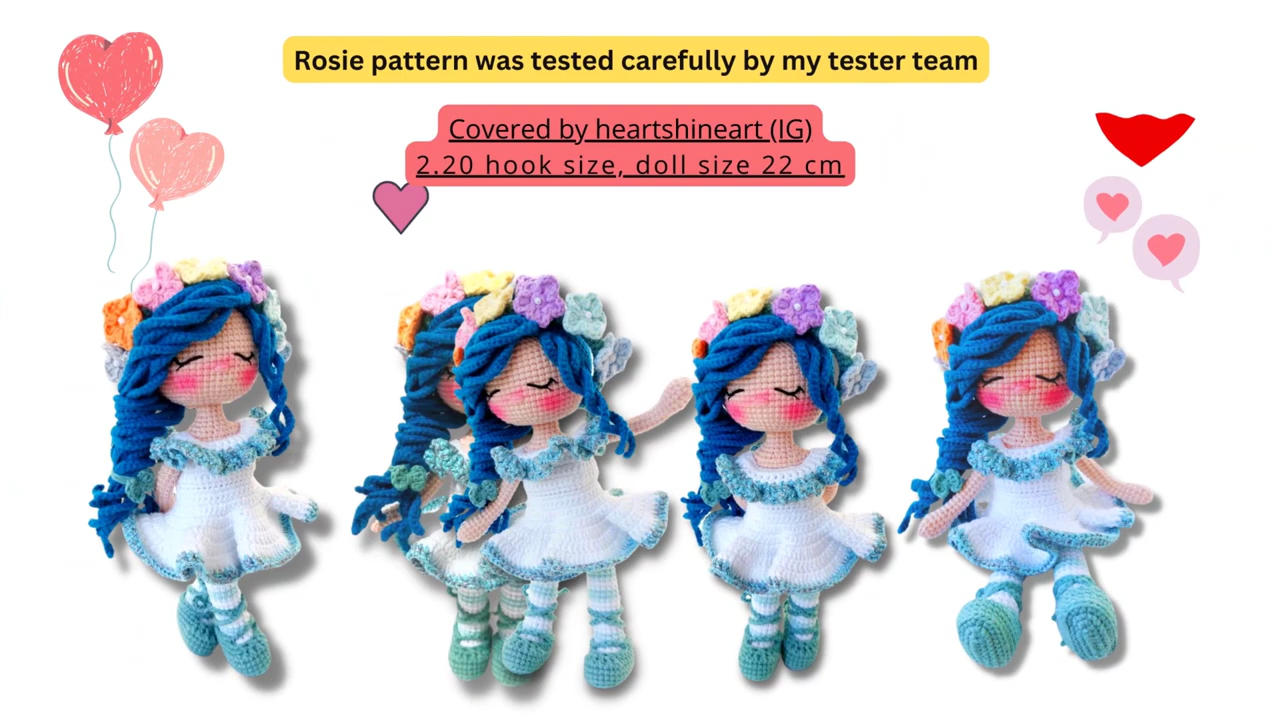 Rosie pattern was tested carefully by my tester team
Covered by heartshineart (IG)
2.20 hook size, doll size 22 cm